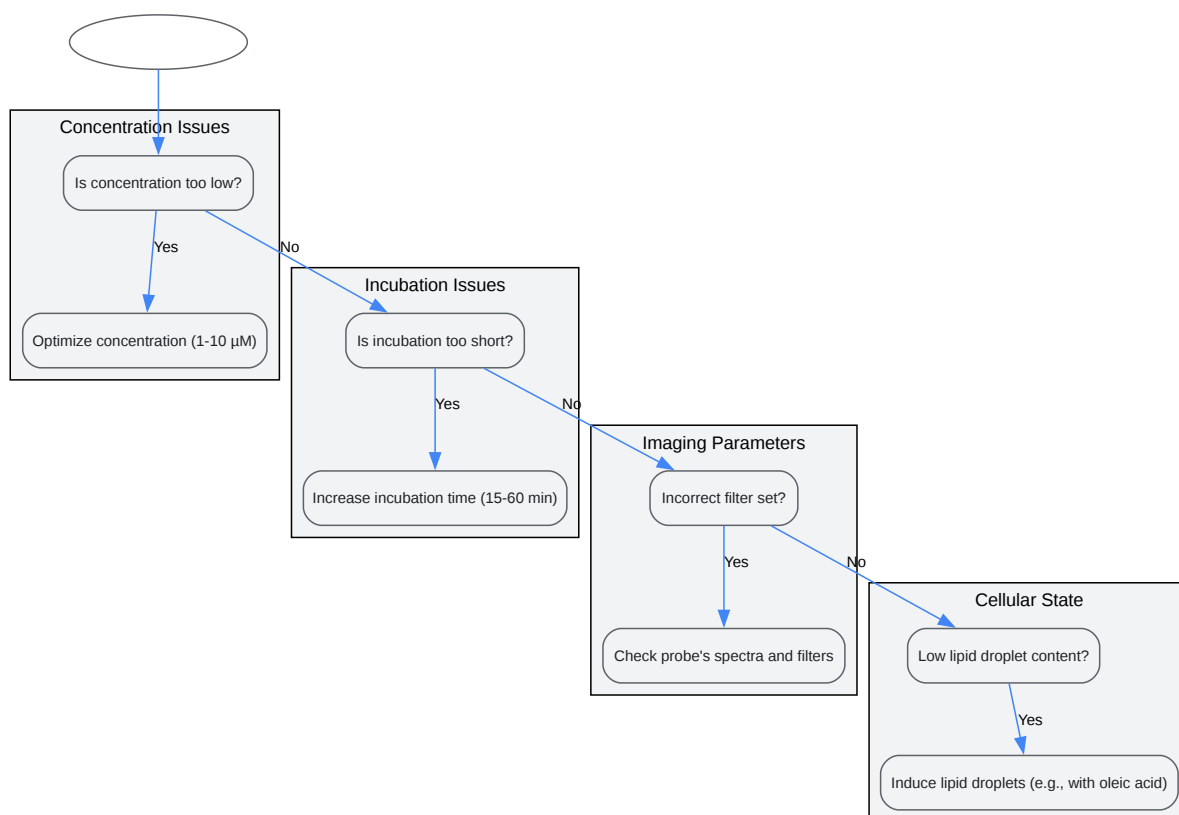 Concentration Issues
Is concentration too low?
Yes
No
Optimize concentration (1-10 µM)
Incubation Issues
Is incubation too short?
Yes
No
Increase incubation time (15-60 min)
Imaging Parameters
Incorrect filter set?
Yes
No
Check probe's spectra and filters
Cellular State
Low lipid droplet content?
Yes
Induce lipid droplets (e.g., with oleic acid)